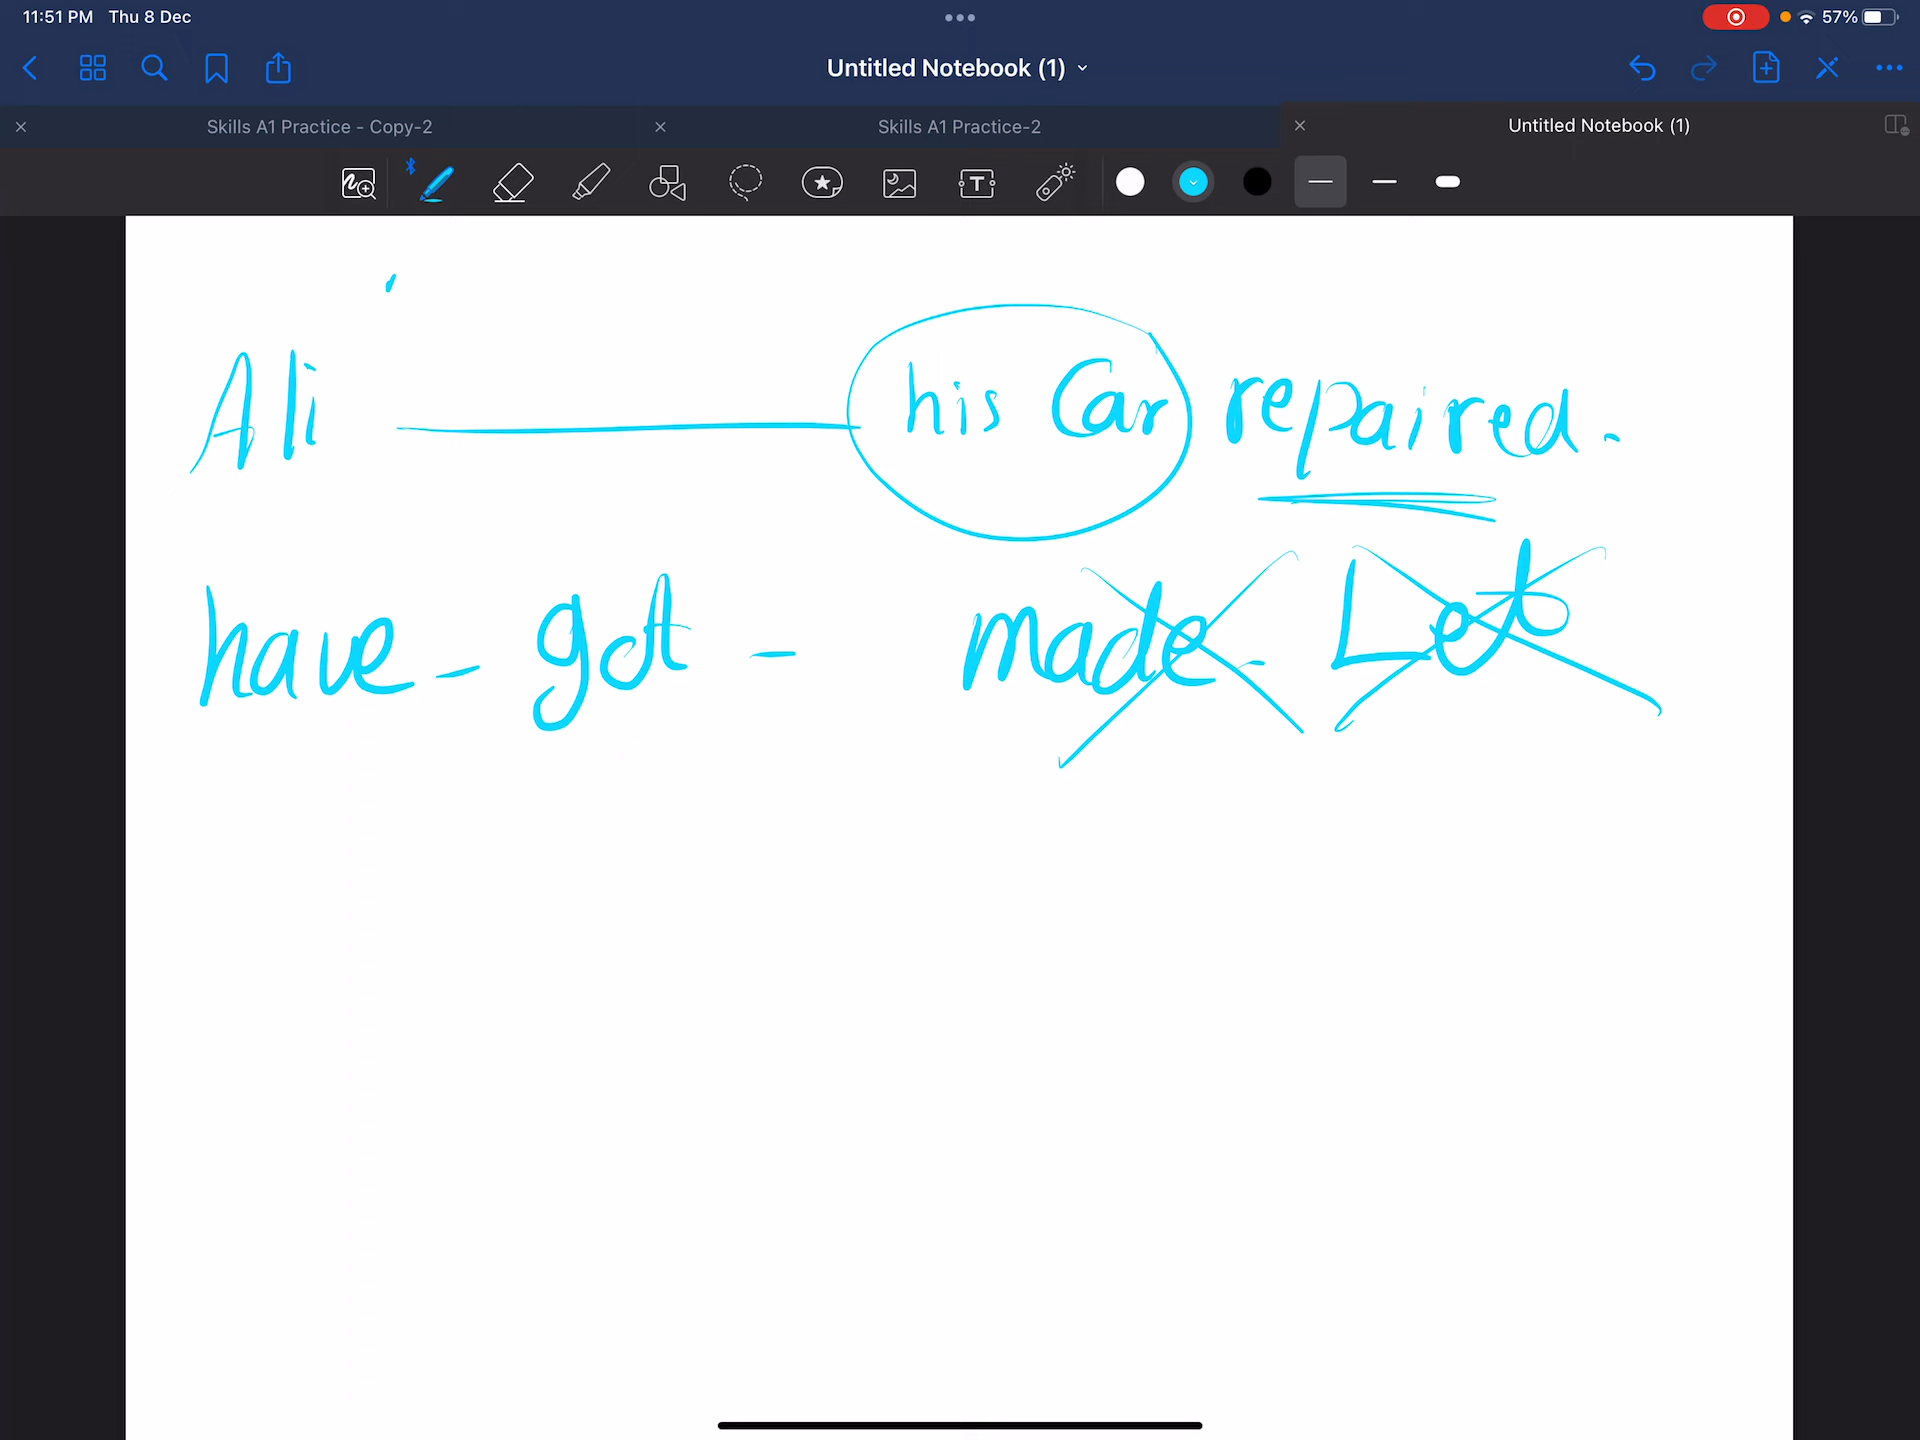 11:51 PM Thu 8 Dec 57%
Untitled Notebook (1)
Skills A1 Practice - Copy-2 Skills A1 Practice-2 Untitled Notebook (1)
T
Ali ______ his Car repaired.
have - got - made - Let